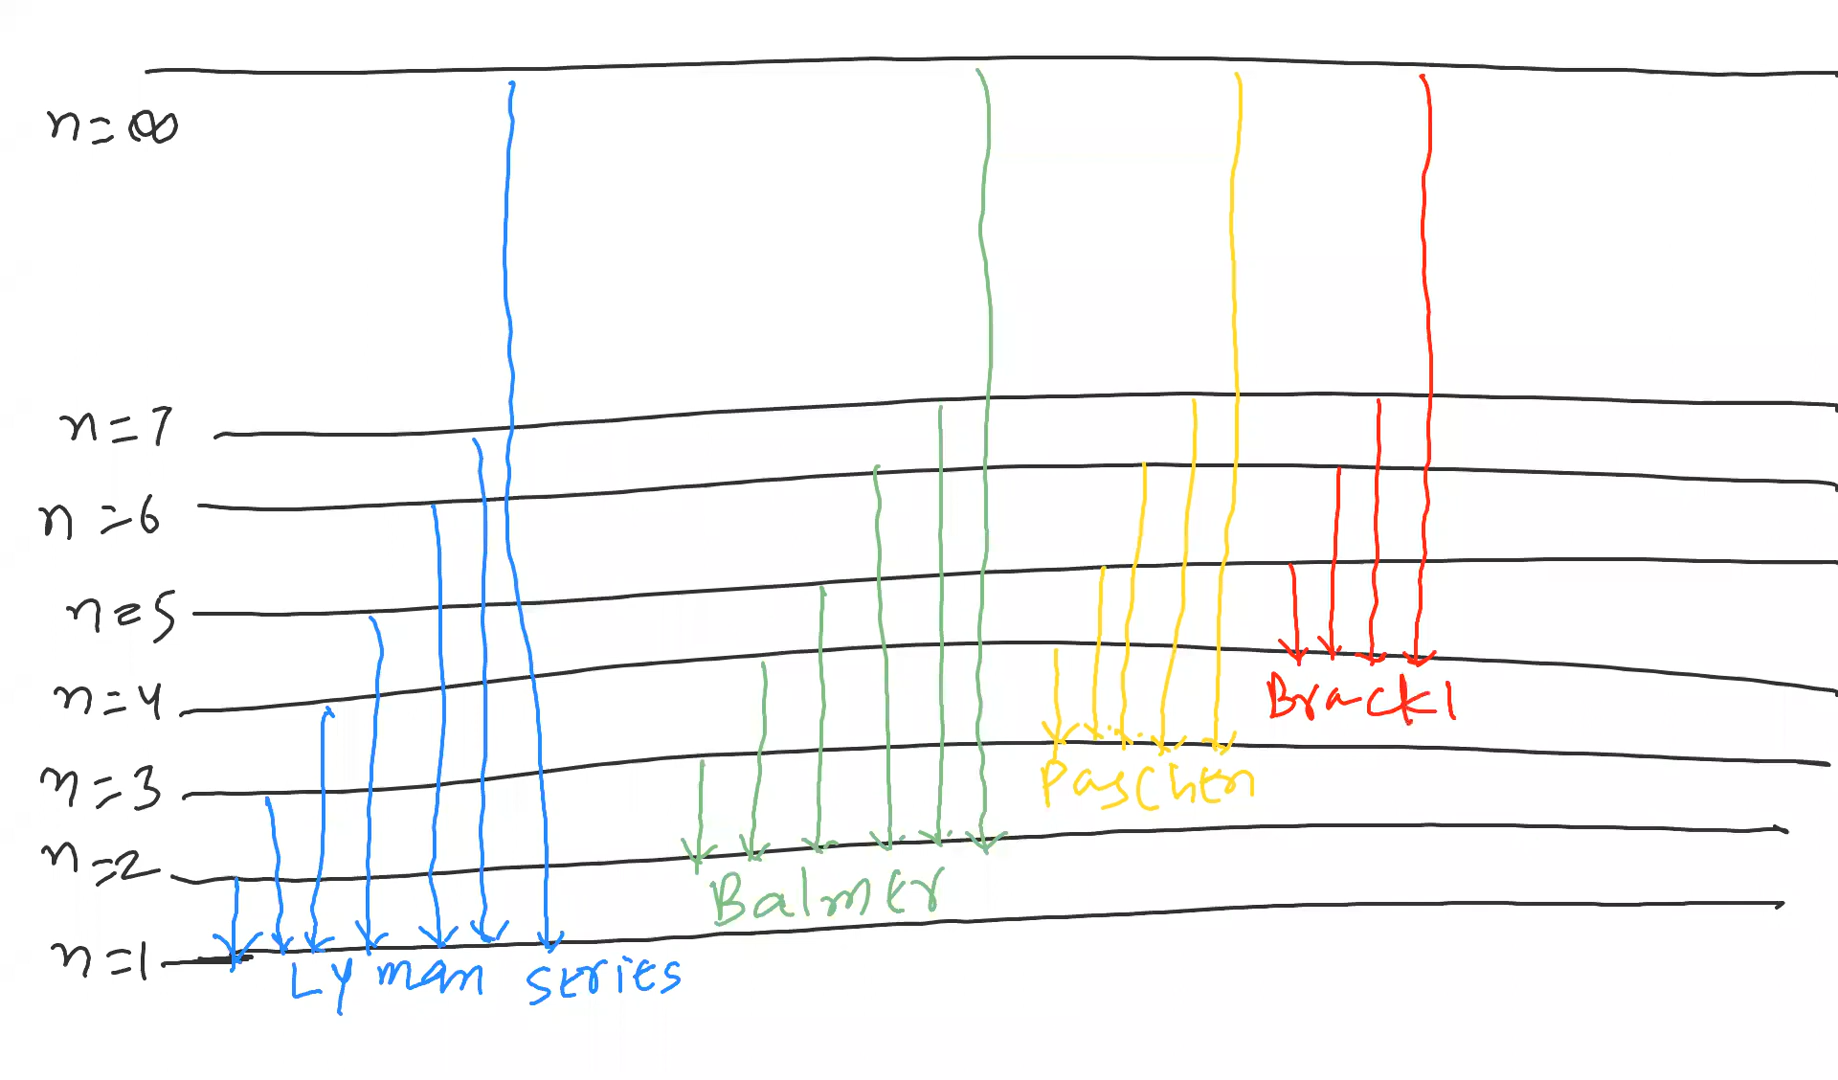 n=∞
n=7
n=6
n=5
n=4
Brackl
n=3
Paschen
n=2
Balmer
n=1
Lyman series